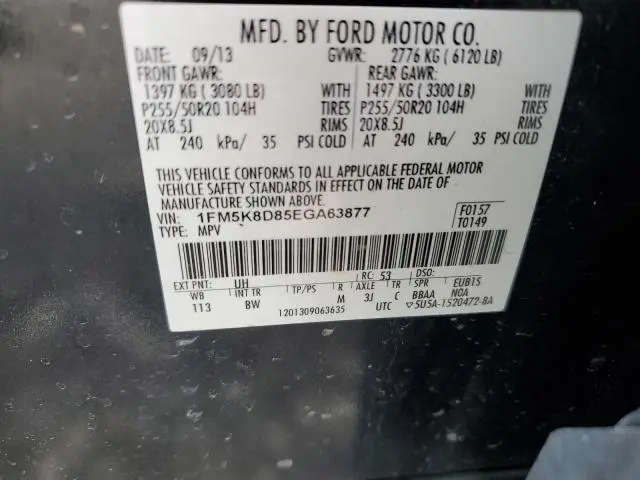 MFD. BY FORD MOTOR CO.
DATE: 09/13 GVWR: 2776 KG ( 6120 LB)
FRONT GAWR: REAR GAWR:
1397 KG ( 3080 LB) WITH 1497 KG ( 3300 LB) WITH
P255/50R20 104H TIRES P255/50R20 104H TIRES
20X8.5J RIMS 20X8.5J RIMS
AT 240 kPa/ 35 PSI COLD AT 240 kPa/ 35 PSI COLD
THIS VEHICLE CONFORMS TO ALL APPLICABLE FEDERAL MOTOR
VEHICLE SAFETY STANDARDS IN EFFECT ON THE DATE OF
MANUFACTURE SHOWN ABOVE.
VIN: 1FM5K8D85EGA63877 F0157
TYPE: MPV T0149
EXT PNT: UH RC: 53 DSO:
WB INT TR TP/PS R AXLE TR SPR EUB1S
113 BW M 3J C BBAA NOA
1201309063635 UTC ▽5U5A-1520472-BA